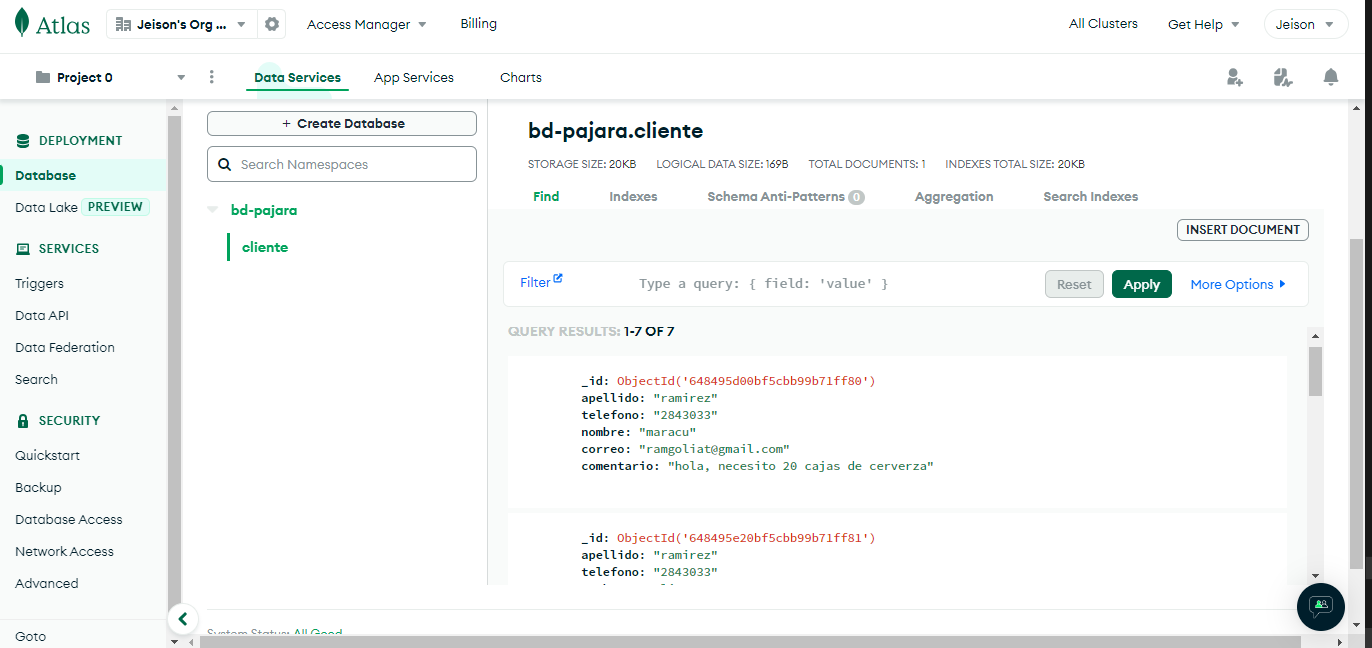 Atlas
Jeison's Org ...
Access Manager
Billing
All Clusters
Get Help
Jeison
Project 0
Data Services
App Services
Charts
DEPLOYMENT
Database
Data Lake PREVIEW
SERVICES
Triggers
Data API
Data Federation
Search
SECURITY
Quickstart
Backup
Database Access
Network Access
Advanced
Goto
+ Create Database
Search Namespaces
bd-pajara
cliente
bd-pajara.cliente
STORAGE SIZE: 20KB LOGICAL DATA SIZE: 169B TOTAL DOCUMENTS: 1 INDEXES TOTAL SIZE: 20KB
Find Indexes Schema Anti-Patterns 0 Aggregation Search Indexes
INSERT DOCUMENT
Filter Type a query: { field: 'value' } Reset Apply More Options
QUERY RESULTS: 1-7 OF 7
_id: ObjectId('648495d00bf5cbb99b71ff80')
apellido: "ramirez"
telefono: "2843033"
nombre: "maracu"
correo: "ramgoliat@gmail.com"
comentario: "hola, necesito 20 cajas de cerverza"
_id: ObjectId('648495e20bf5cbb99b71ff81')
apellido: "ramirez"
telefono: "2843033"
System Status: All Good